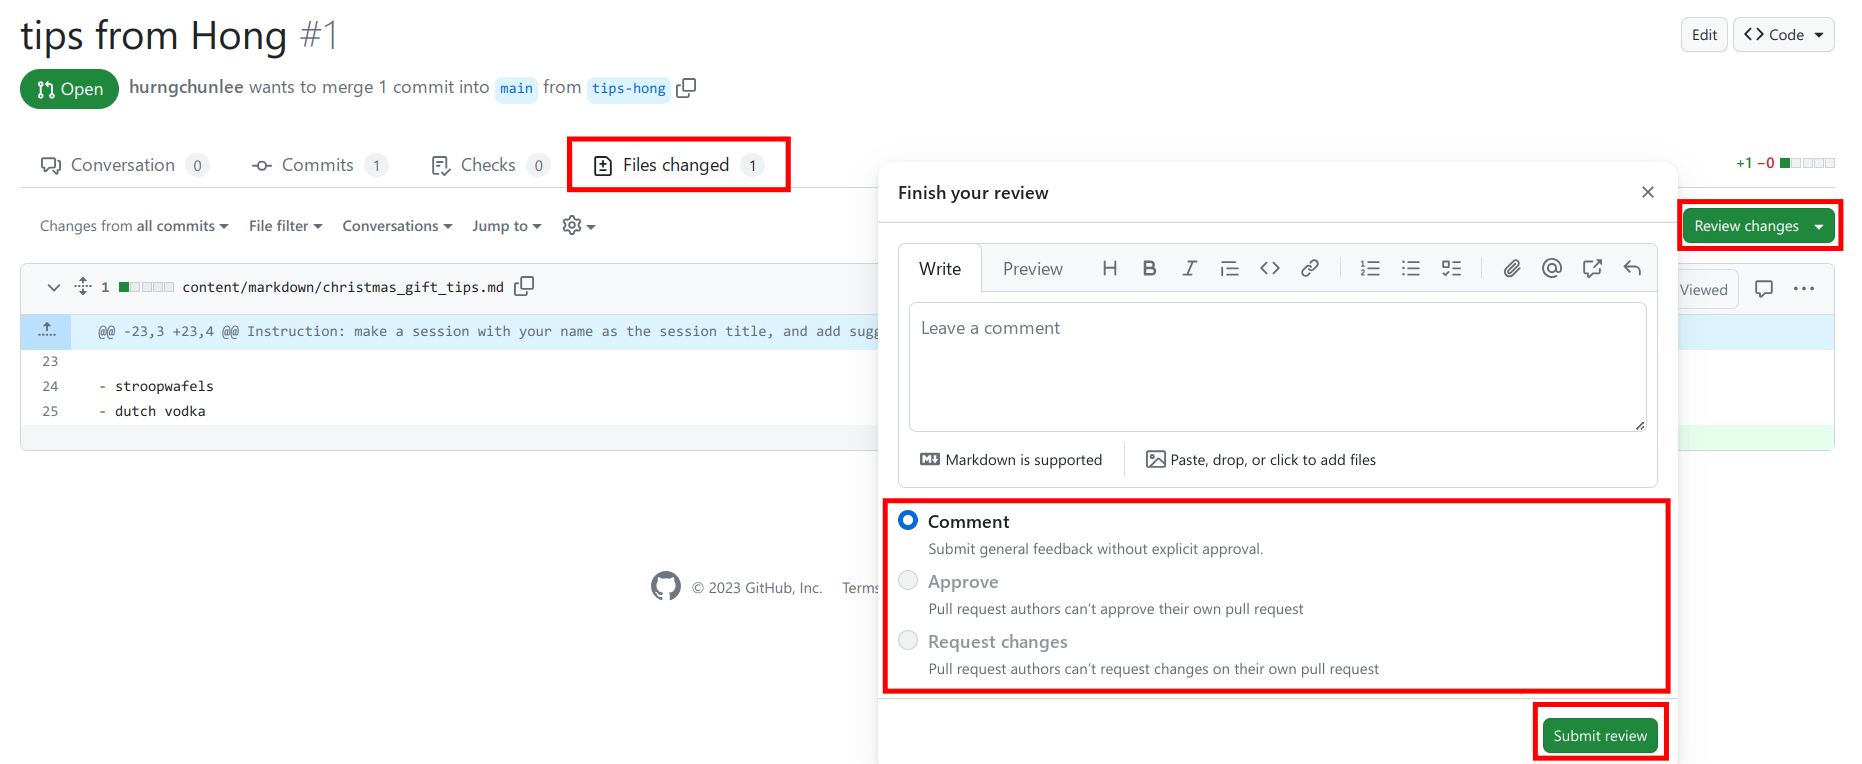 tips from Hong #1
Edit
Code
Open
hurngchunlee wants to merge 1 commit into main from tips-hong
Conversation 0
Commits 1
Checks 0
Files changed 1
+1 −0
Changes from all commits
File filter
Conversations
Jump to
Review changes
1 content/markdown/christmas_gift_tips.md
Viewed
@@ -23,3 +23,4 @@ Instruction: make a session with your name as the session title, and add sugg
23
24 - stroopwafels
25 - dutch vodka
© 2023 GitHub, Inc. Terms
Finish your review
Write
Preview
Leave a comment
Markdown is supported
Paste, drop, or click to add files
Comment
Submit general feedback without explicit approval.
Approve
Pull request authors can't approve their own pull request
Request changes
Pull request authors can't request changes on their own pull request
Submit review